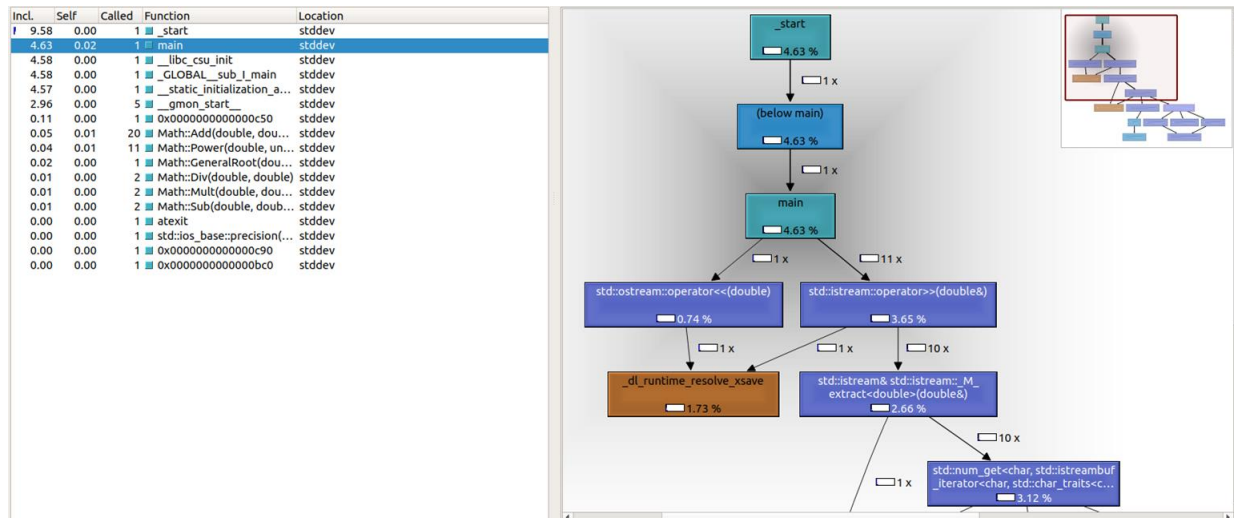 Incl. Self Called Function Location
9.58 0.00 1 _start stddev
4.63 0.02 1 main stddev
4.58 0.00 1 __libc_csu_init stddev
4.58 0.00 1 _GLOBAL__sub_I_main stddev
4.57 0.00 1 __static_initialization_a... stddev
2.96 0.00 5 __gmon_start__ stddev
0.11 0.00 1 0x0000000000000c50 stddev
0.05 0.01 20 Math::Add(double, dou... stddev
0.04 0.01 11 Math::Power(double, un... stddev
0.02 0.00 1 Math::GeneralRoot(dou... stddev
0.01 0.00 2 Math::Div(double, double) stddev
0.01 0.00 2 Math::Mult(double, dou... stddev
0.01 0.00 2 Math::Sub(double, doub... stddev
0.00 0.00 1 atexit stddev
0.00 0.00 1 std::ios_base::precision(... stddev
0.00 0.00 1 0x0000000000000c90 stddev
0.00 0.00 1 0x0000000000000bc0 stddev
_start
4.63 %
1 x
(below main)
4.63 %
1 x
main
4.63 %
1 x
11 x
std::ostream::operator<<(double)
0.74 %
std::istream::operator>>(double&)
3.65 %
1 x
1 x
10 x
_dl_runtime_resolve_xsave
1.73 %
std::istream& std::istream::_M_
extract<double>(double&)
2.66 %
10 x
1 x
std::num_get<char, std::istreambuf
_iterator<char, std::char_traits<c...
3.12 %